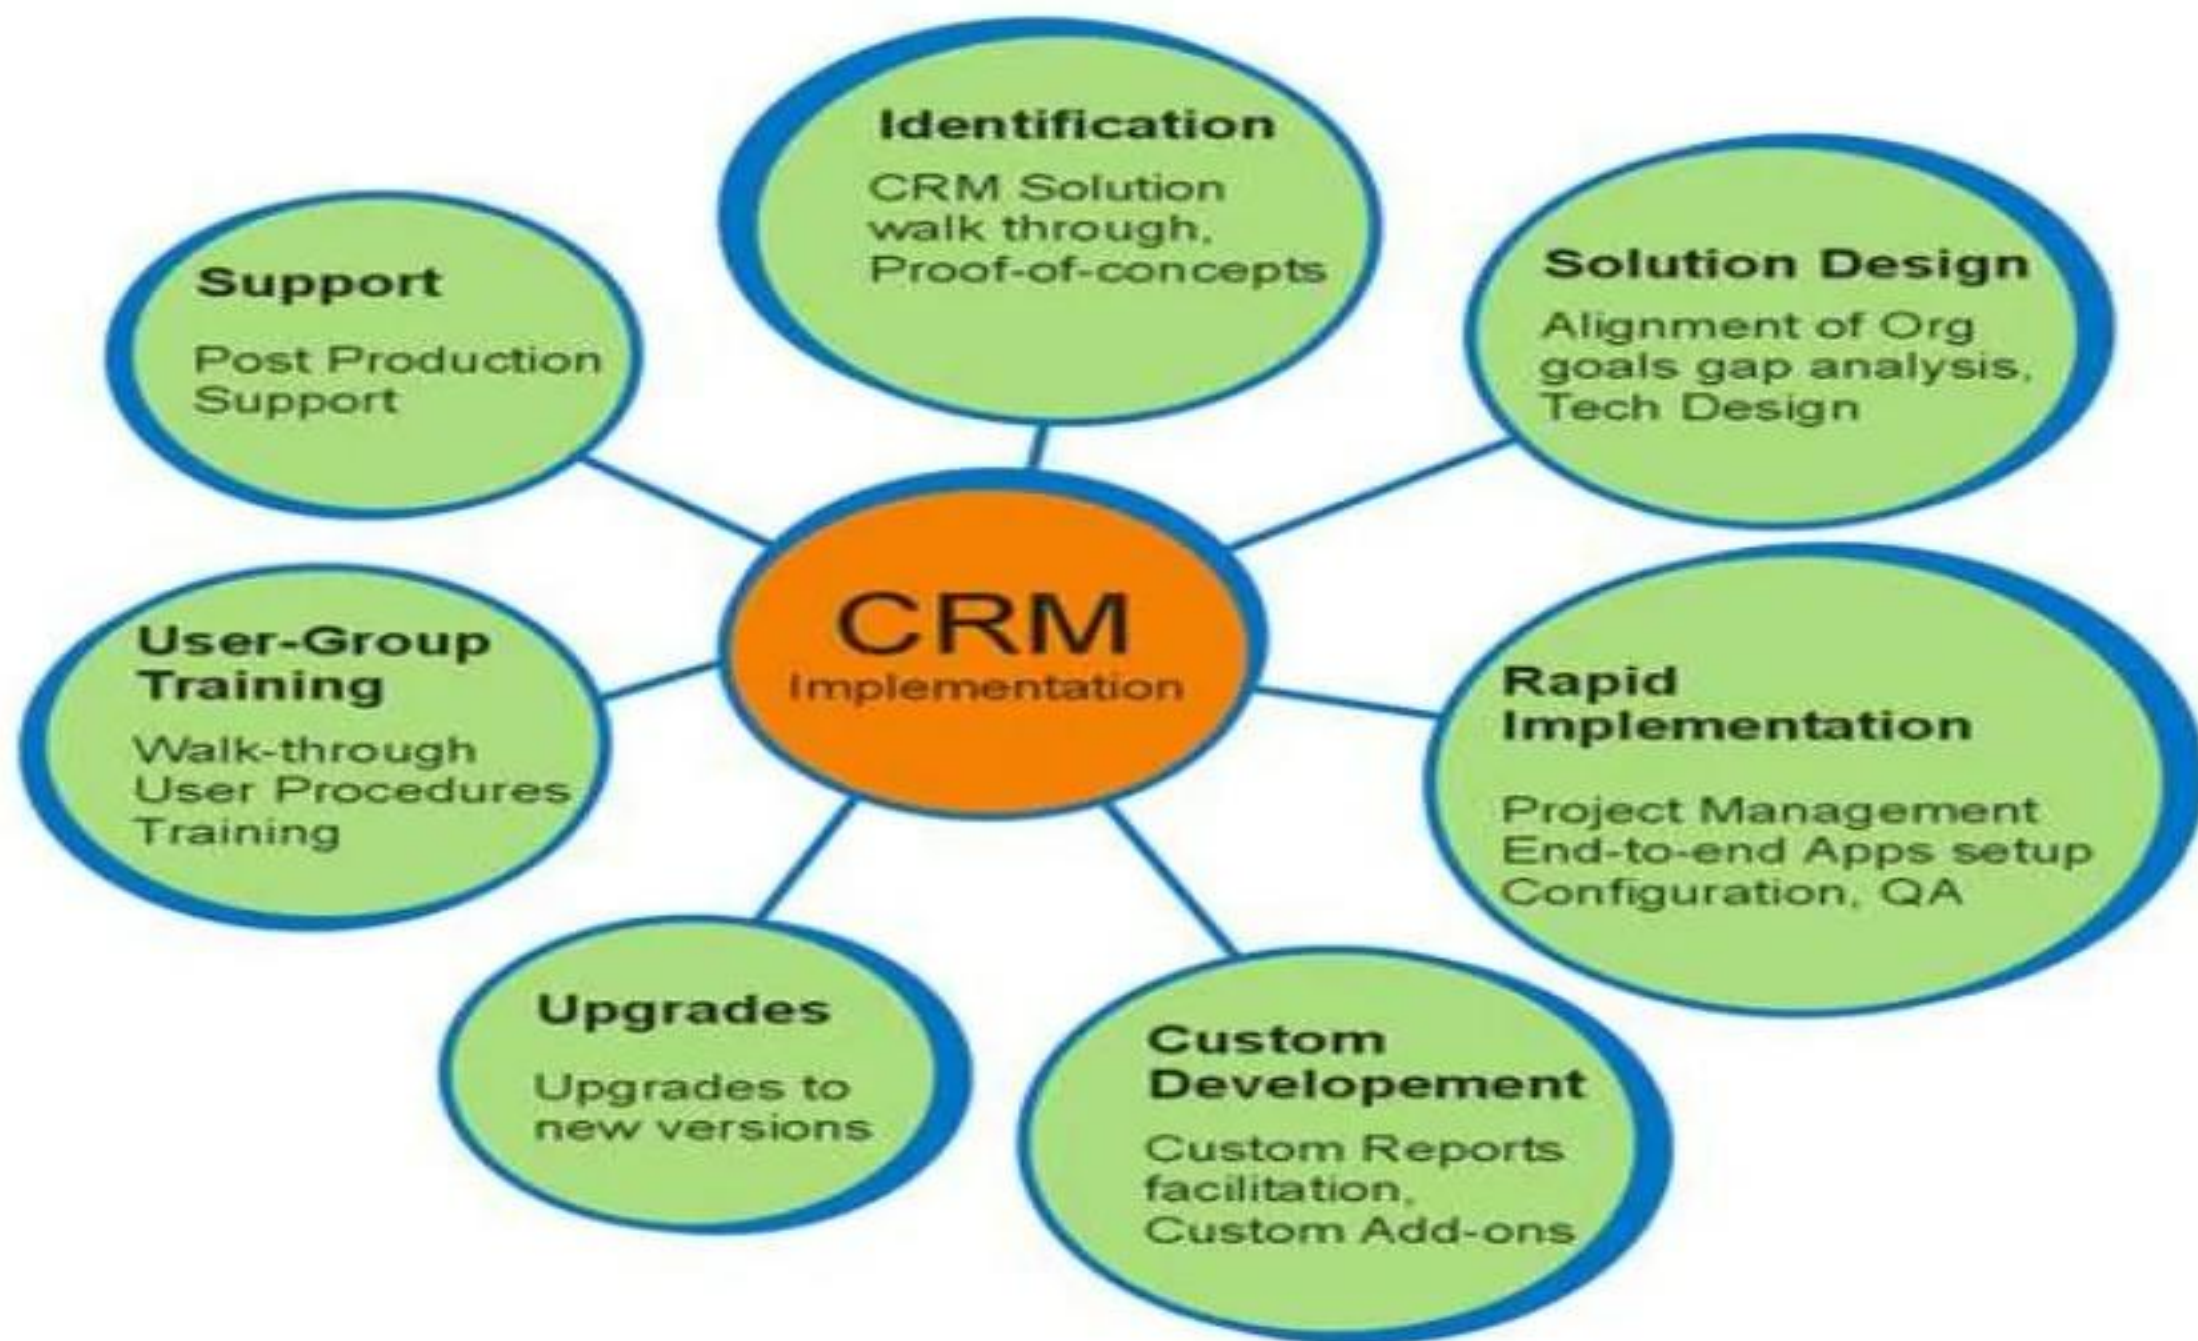 Identification
CRM Solution
walk through,
Proof-of-concepts
Solution Design
Alignment of Org
goals gap analysis,
Tech Design
Rapid
Implementation
Project Management
End-to-end Apps setup
Configuration, QA
Custom
Developement
Custom Reports
facilitation,
Custom Add-ons
Upgrades
Upgrades to
new versions
User-Group
Training
Walk-through
User Procedures
Training
Support
Post Production
Support
CRM
Implementation